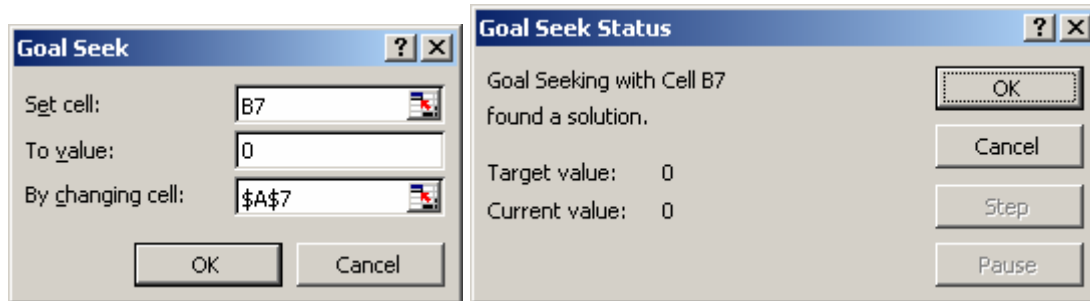 Goal Seek
Set cell: B7
To value: 0
By changing cell: $A$7
OK Cancel
Goal Seek Status
Goal Seeking with Cell B7
found a solution.
Target value: 0
Current value: 0
OK
Cancel
Step
Pause